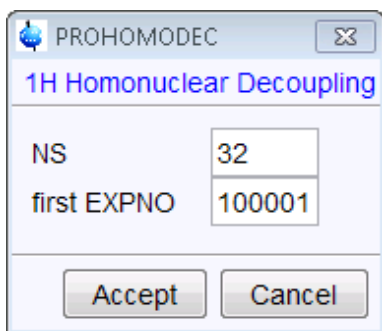 PROHOMODEC
1H Homonuclear Decoupling
NS 32
first EXPNO 100001
Accept Cancel